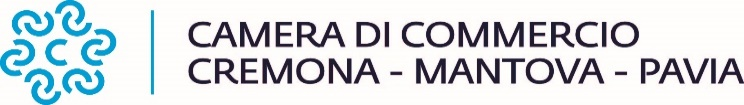 CAMERA DI COMMERCIO
CREMONA - MANTOVA - PAVIA